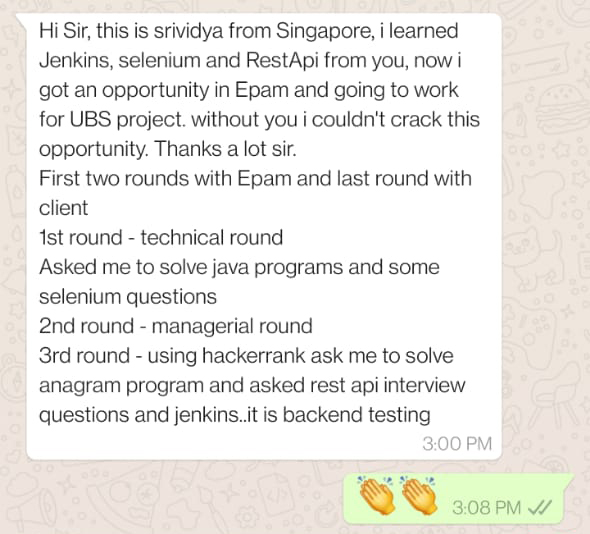 Hi Sir, this is srividya from Singapore, i learned
Jenkins, selenium and RestApi from you, now i
got an opportunity in Epam and going to work
for UBS project. without you i couldn't crack this
opportunity. Thanks a lot sir.
First two rounds with Epam and last round with
client
1st round - technical round
Asked me to solve java programs and some
selenium questions
2nd round - managerial round
3rd round - using hackerrank ask me to solve
anagram program and asked rest api interview
questions and jenkins..it is backend testing
3:00 PM
👏👏 3:08 PM